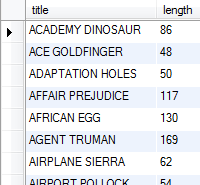 title length
ACADEMY DINOSAUR 86
ACE GOLDFINGER 48
ADAPTATION HOLES 50
AFFAIR PREJUDICE 117
AFRICAN EGG 130
AGENT TRUMAN 169
AIRPLANE SIERRA 62
AIRPORT POLLOCK 54